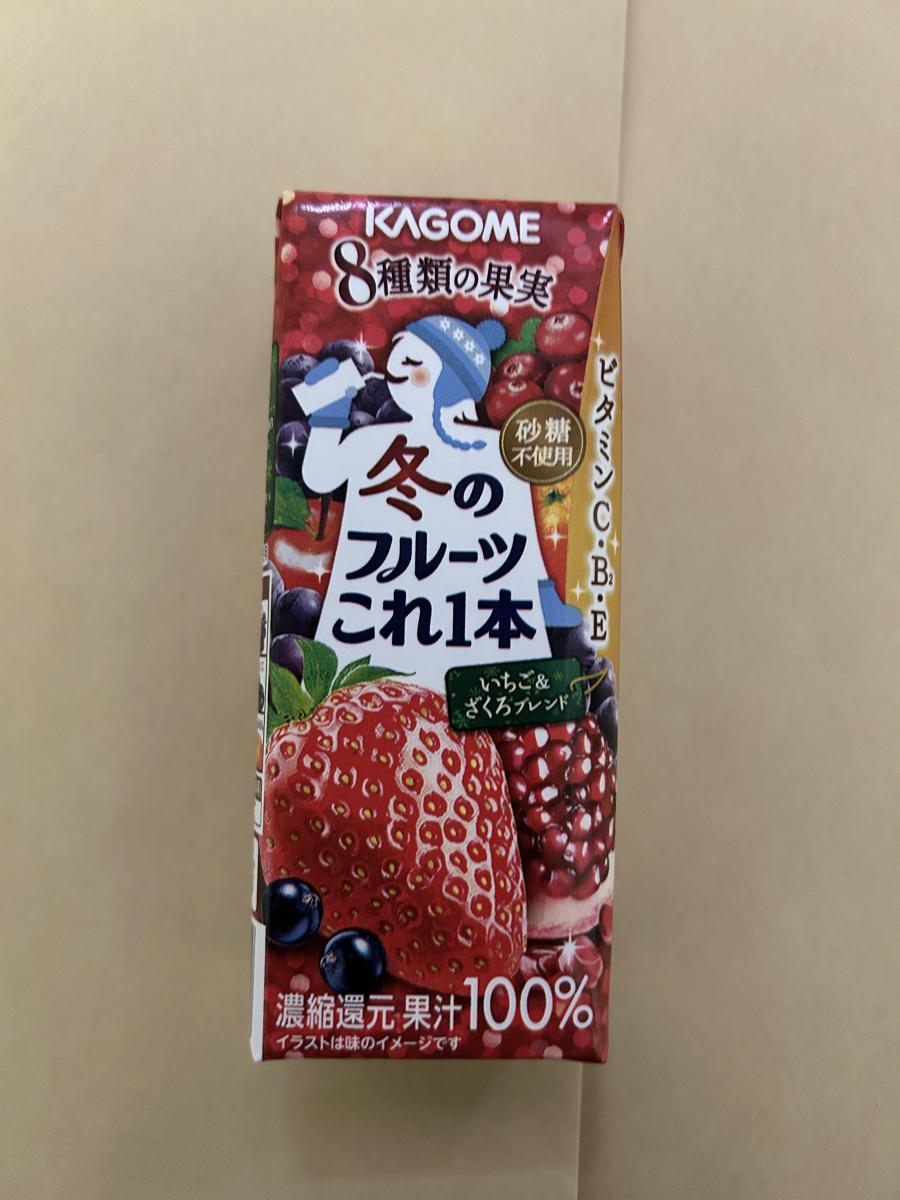 KAGOME
8種類の果実
砂糖
不使用
ビタミンC・B2・E
冬の
フルーツ
これ1本
いちご&
ざくろブレンド
濃縮還元 果汁100%
イラストは味のイメージです